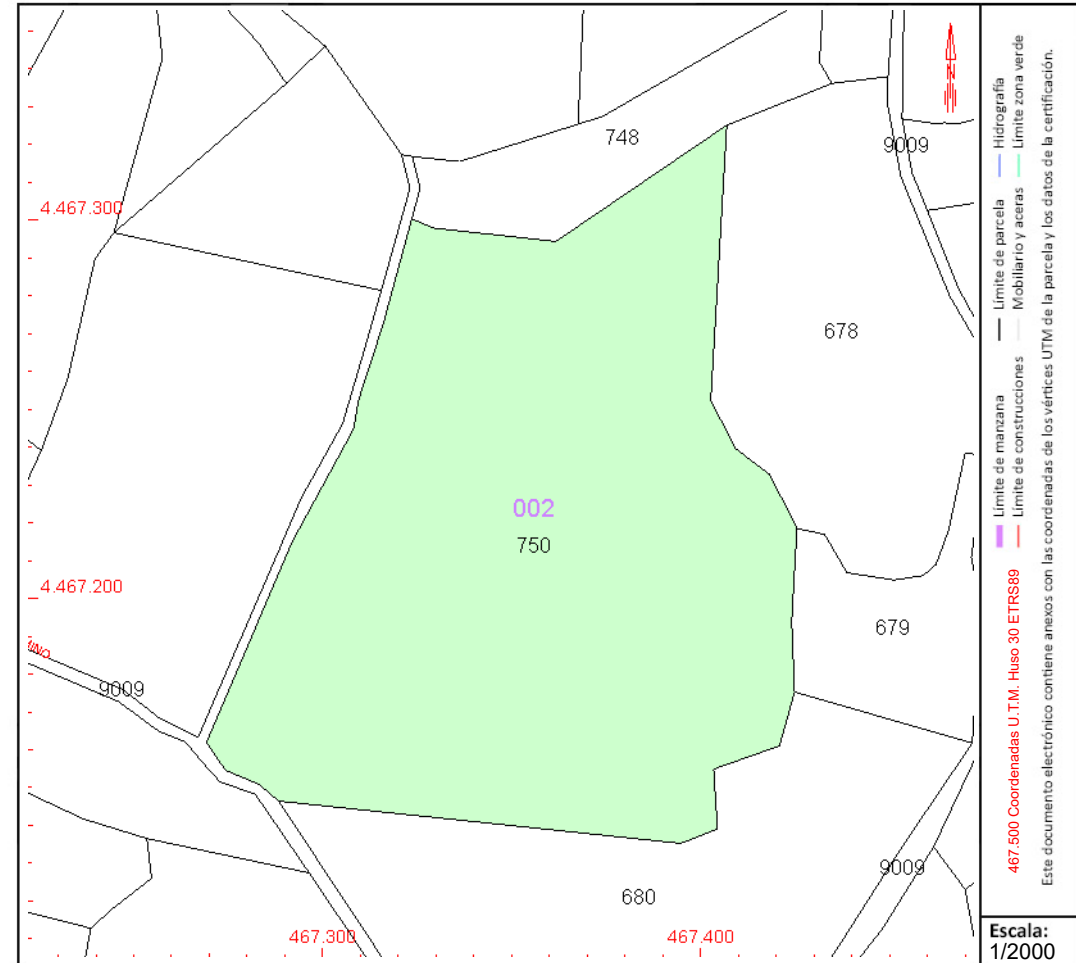 748
9009
4.467.300
678
002
750
4.467.200
679
9009
9009
680
467.300
467.400
N
Límite de manzana
Límite de parcela
Hidrografía
Límite de construcciones
Mobiliario y aceras
Límite zona verde
467.500 Coordenadas U.T.M. Huso 30 ETRS89
Este documento electrónico contiene anexos con las coordenadas de los vértices UTM de la parcela y los datos de la certificación.
Escala:
1/2000